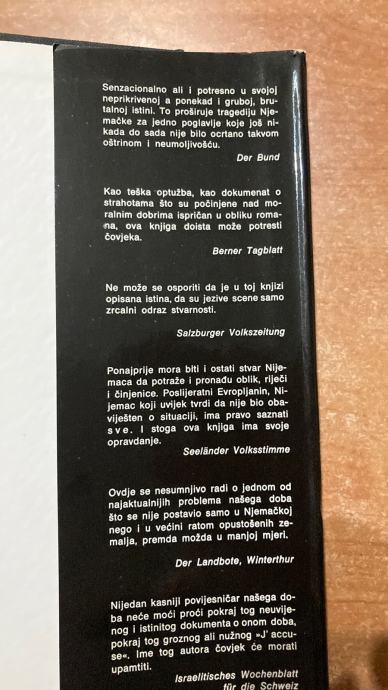 Senzacionalno ali i potresno u svojoj
neprikrivenoj a ponekad i gruboj, bru-
talnoj istini. To proširuje tragediju Nje-
mačke za jedno poglavlje koje još ni-
kada do sada nije bilo ocrtano takvom
oštrinom i neumoljivošću.
Der Bund
Kao teška optužba, kao dokumenat o
strahotama što su počinjene nad mo-
ralnim dobrima ispričan u obliku roma-
na, ova knjiga doista može potresti
čovjeka.
Berner Tagblatt
Ne može se osporiti da je u toj knjizi
opisana istina, da su jezive scene samo
zrcalni odraz stvarnosti.
Salzburger Volkszeitung
Ponajprije mora biti i ostati stvar Nije-
maca da potraže i pronađu oblik, riječi
i činjenice. Poslijeratni Evropljanin, Ni-
jemac koji uvijek tvrdi da nije bio oba-
viješten o situaciji, ima pravo saznati
sve. I stoga ova knjiga ima svoje
opravdanje.
Seeländer Volksstimme
Ovdje se nesumnjivo radi o jednom od
najaktualnijih problema našega doba
što se nije postavio samo u Njemačkoj
nego i u većini ratom opustošenih ze-
malja, premda možda u manjoj mjeri.
Der Landbote, Winterthur
Nijedan kasniji povijesničar našega do-
ba neće moći proći pokraj tog neuvije-
nog i istinitog dokumenta o onom doba,
pokraj tog groznog ali nužnog »J' accu-
se«. Ime tog autora čovjek će morati
upamtiti.
Israelitisches Wochenblatt
für die Schweiz